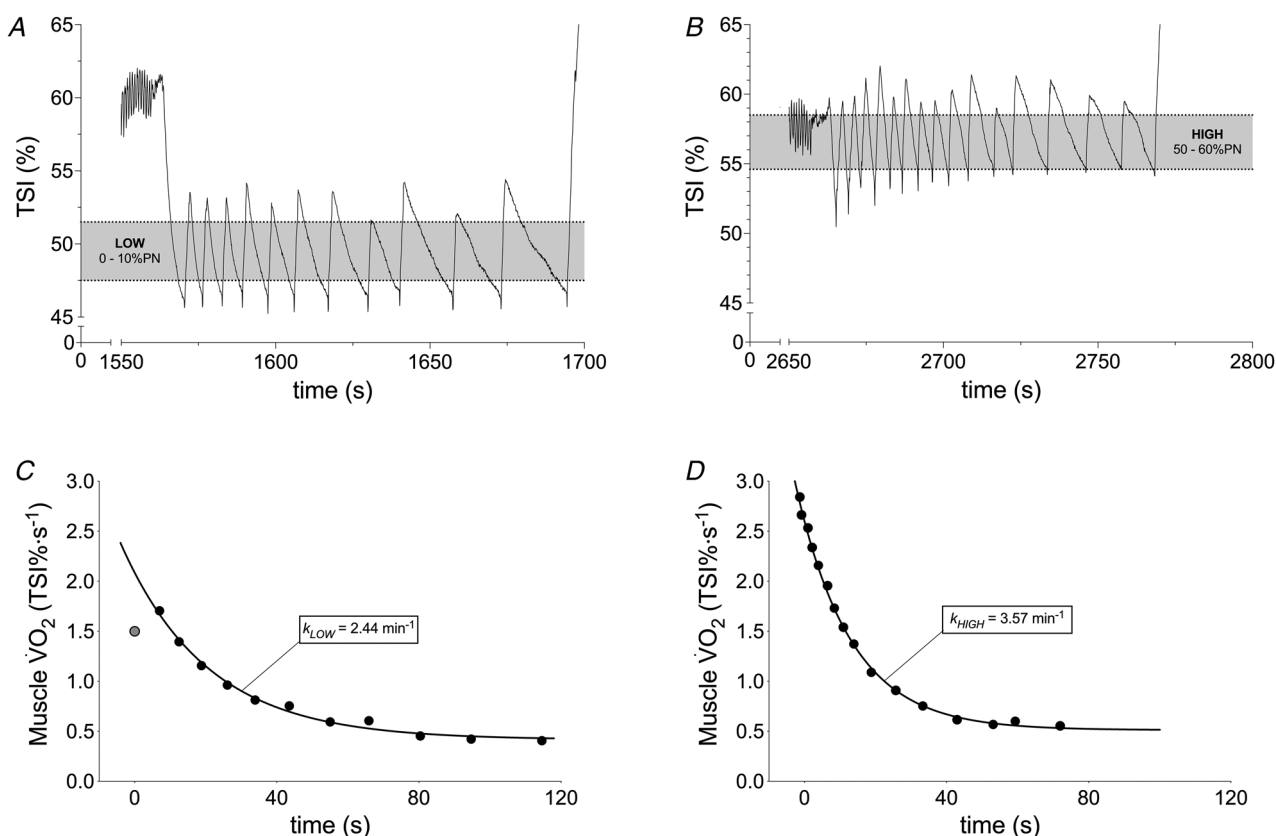 A
65
60
55
50
45
0
TSI (%)
LOW
0 - 10%PN
0 1550 1600 1650 1700
time (s)
B
65
60
55
50
45
0
TSI (%)
HIGH
50 - 60%PN
0 2650 2700 2750 2800
time (s)
C
3.0
2.5
2.0
1.5
1.0
0.5
0.0
Muscle V̇O₂ (TSI%·s⁻¹)
k_LOW = 2.44 min⁻¹
0 40 80 120
time (s)
D
3.0
2.5
2.0
1.5
1.0
0.5
0.0
Muscle V̇O₂ (TSI%·s⁻¹)
k_HIGH = 3.57 min⁻¹
0 40 80 120
time (s)